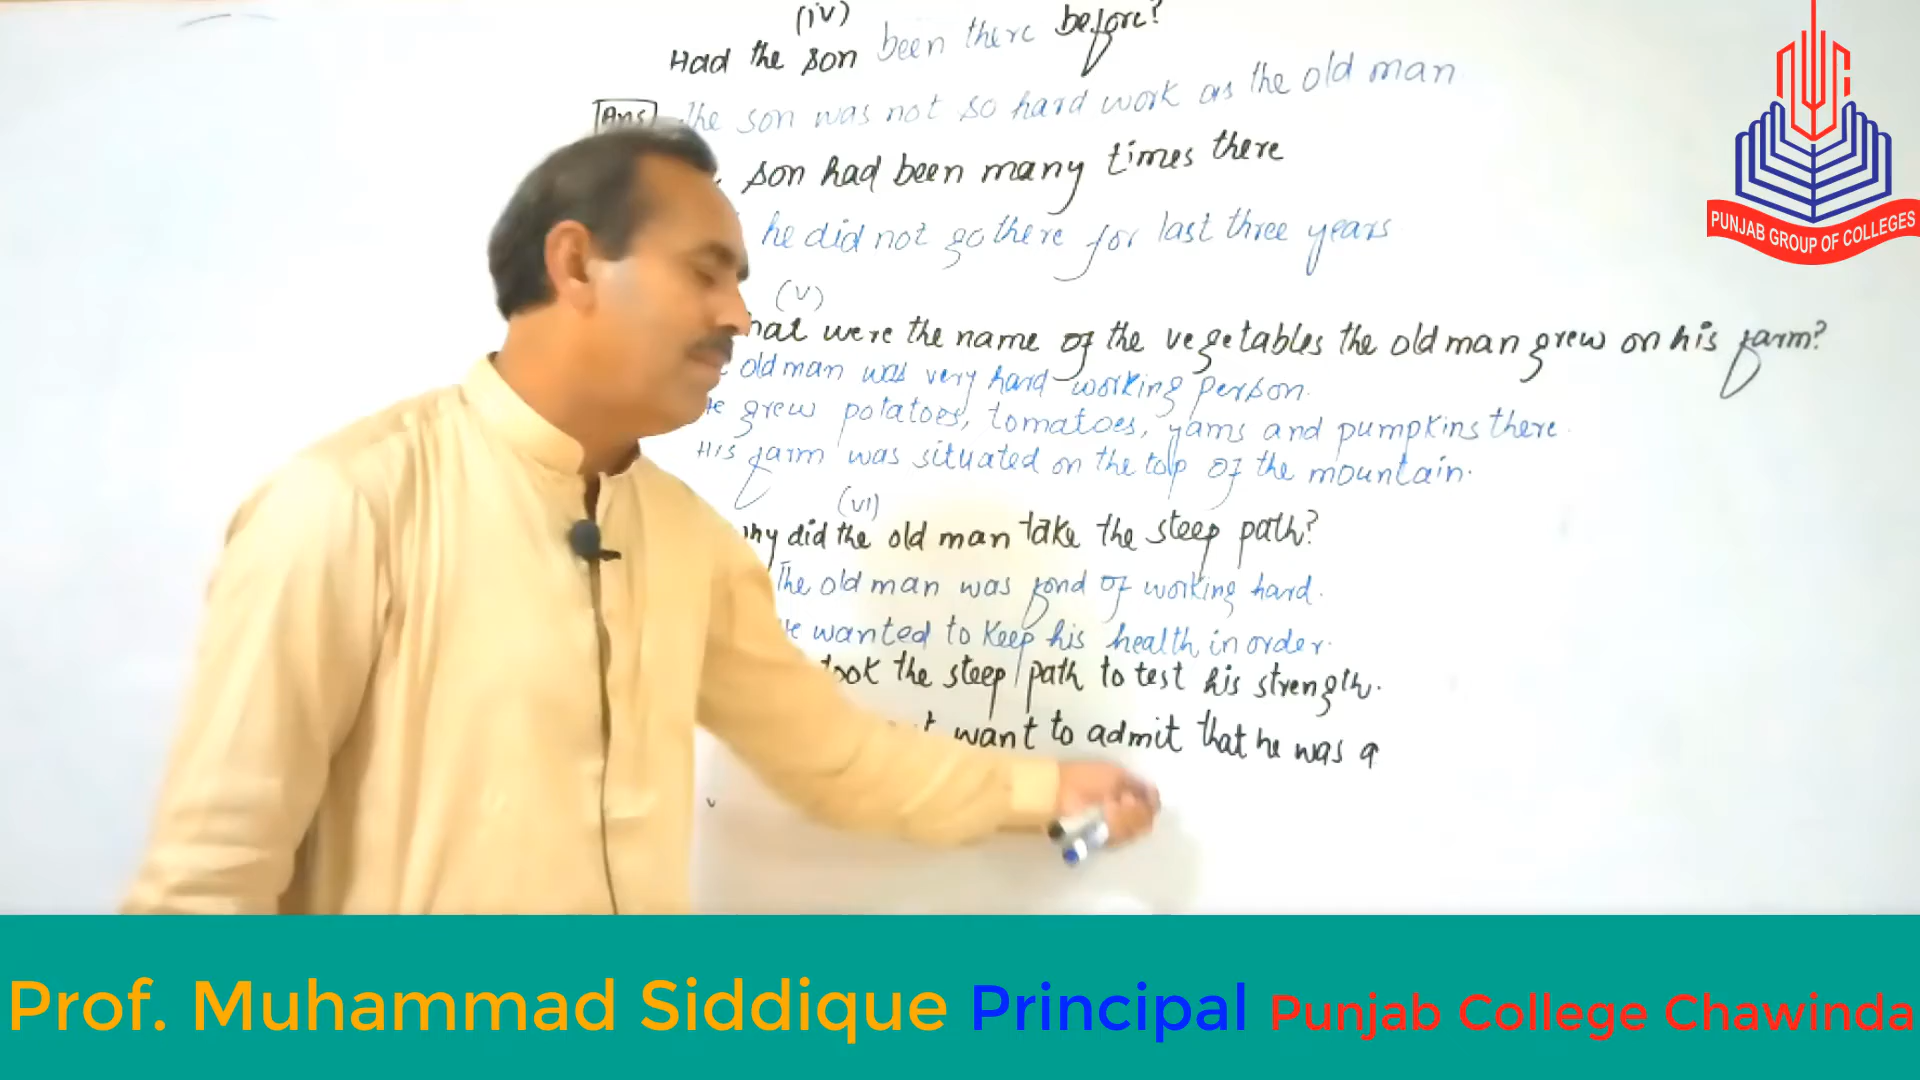 (iv)
Had the son been there before?
Ans The son was not so hard work as the old man
son had been many times there
he did not go there for last three years
(v)
hat were the name of the vegetables the old man grew on his farm?
old man was very hard working person.
He grew potatoes, tomatoes, yams and pumpkins there.
His farm was situated on the top of the mountain.
(vi)
hy did the old man take the steep path?
The old man was fond of working hard.
He wanted to keep his health in order.
took the steep path to test his strength.
want to admit that he was a
PUNJAB GROUP OF COLLEGES
Prof. Muhammad Siddique Principal Punjab College Chawinda